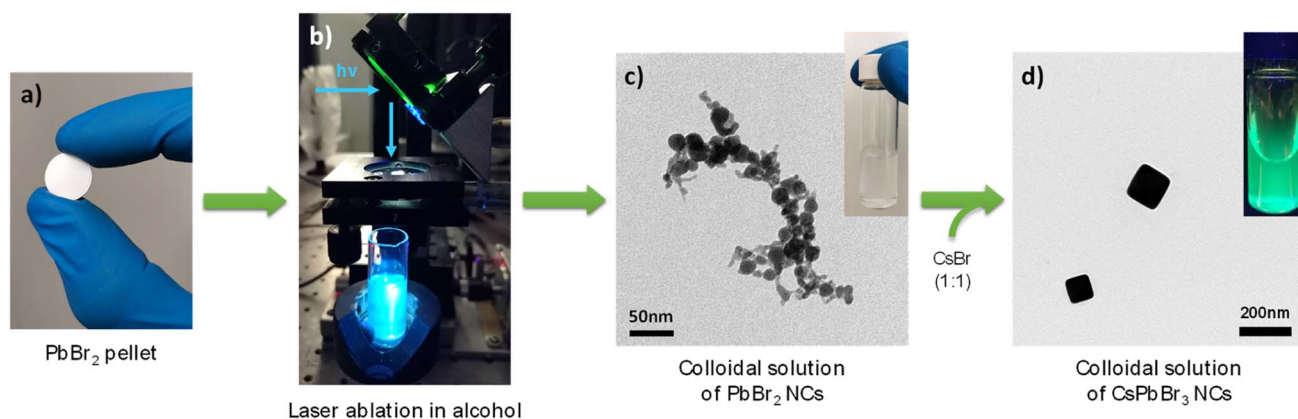 a)
PbBr₂ pellet
b)
hν
Laser ablation in alcohol
c)
50nm
Colloidal solution
of PbBr₂ NCs
CsBr
(1:1)
d)
200nm
Colloidal solution
of CsPbBr₃ NCs